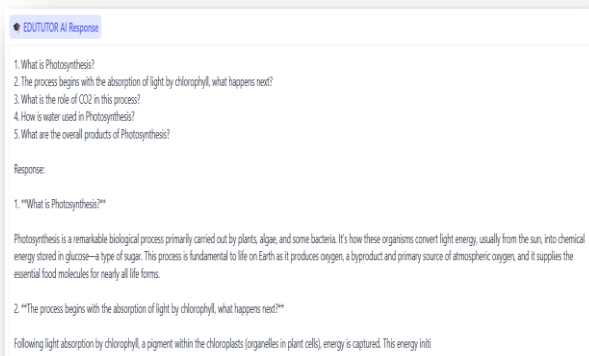 EDUTUTOR AI Response
1. What is Photosynthesis?
2. The process begins with the absorption of light by chlorophyll, what happens next?
3. What is the role of CO2 in this process?
4. How is water used in Photosynthesis?
5. What are the overall products of Photosynthesis?
Response:
1. **What is Photosynthesis?**
Photosynthesis is a remarkable biological process primarily carried out by plants, algae, and some bacteria. It's how these organisms convert light energy, usually from the sun, into chemical
energy stored in glucose—a type of sugar. This process is fundamental to life on Earth as it produces oxygen, a byproduct and primary source of atmospheric oxygen, and it supplies the
essential food molecules for nearly all life forms.
2. **The process begins with the absorption of light by chlorophyll, what happens next?**
Following light absorption by chlorophyll, a pigment within the chloroplasts (organelles in plant cells), energy is captured. This energy initi